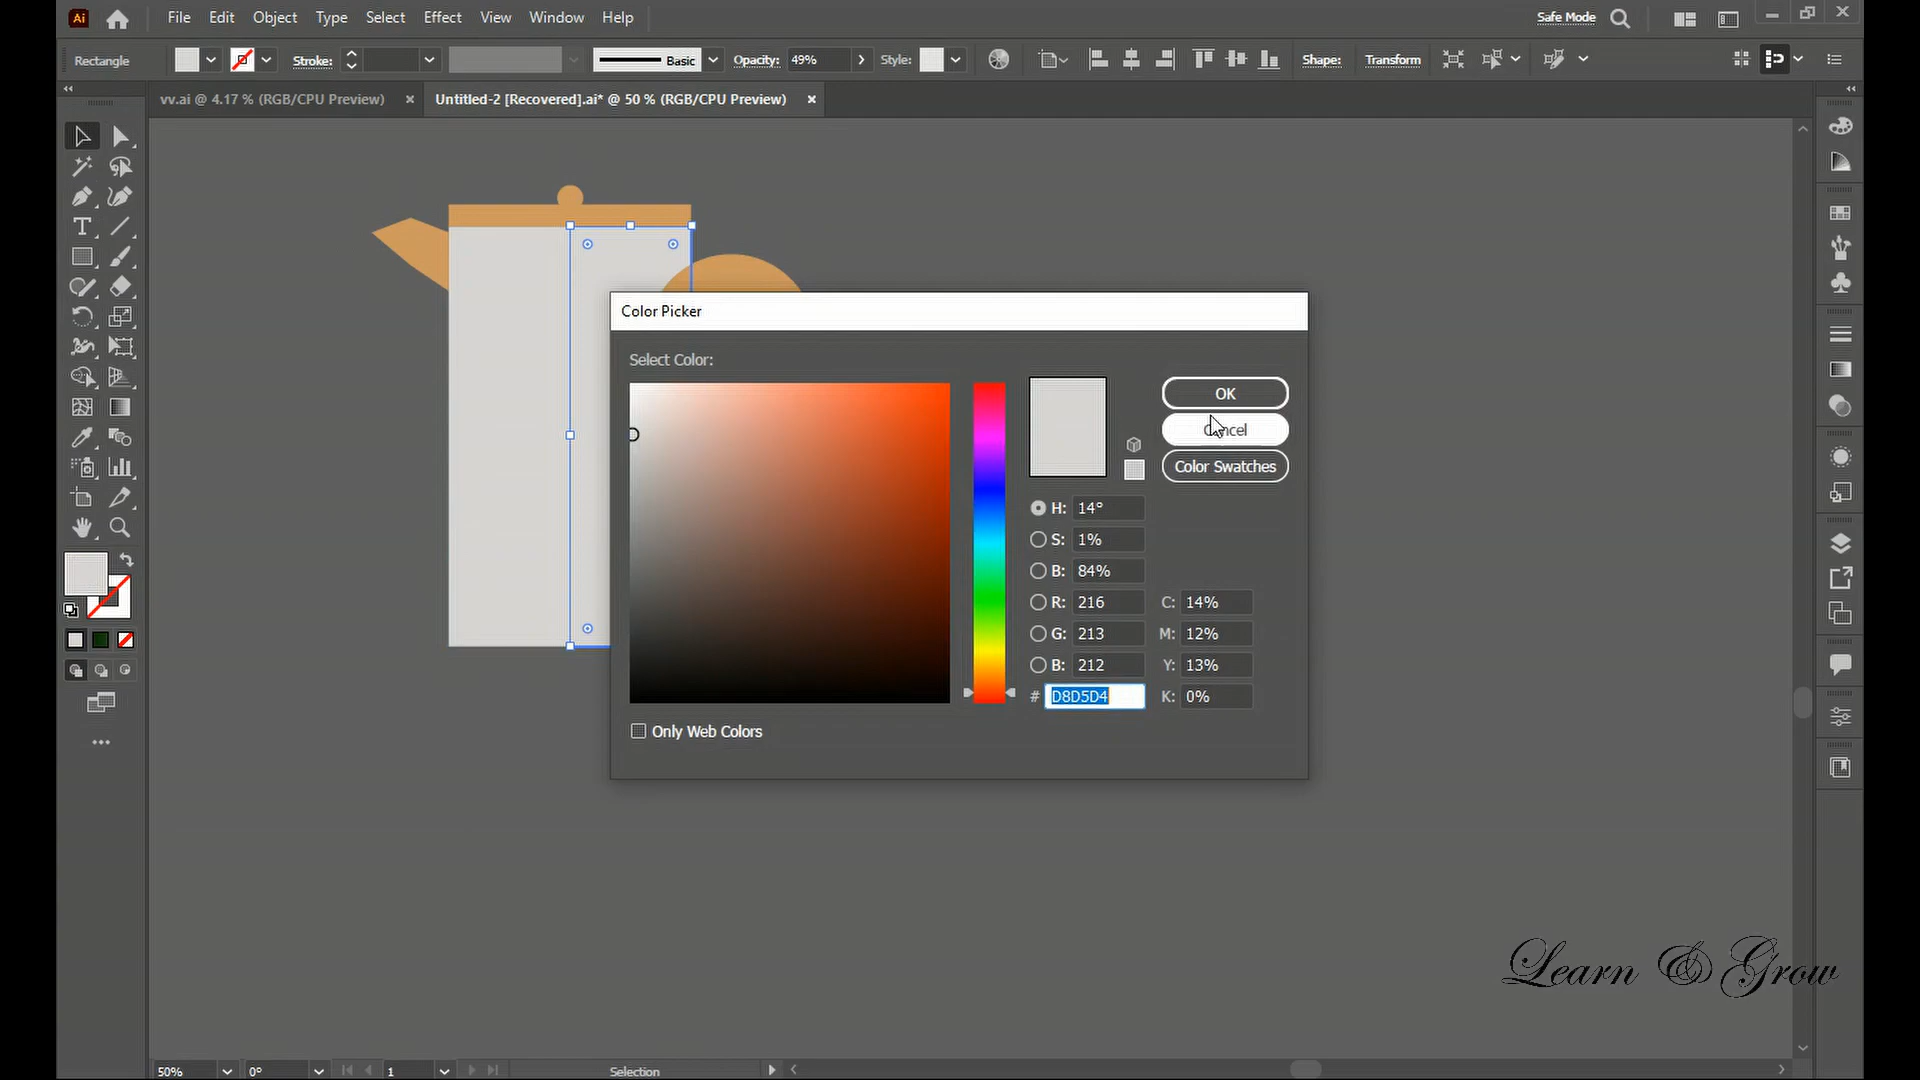 Ai File Edit Object Type Select Effect View Window Help Safe Mode
Rectangle Stroke: Basic Opacity: 49% Style: Shape: Transform
vv.ai @ 4.17 % (RGB/CPU Preview) × Untitled-2 [Recovered].ai* @ 50 % (RGB/CPU Preview) ×
Color Picker
Select Color:
OK
Cancel
Color Swatches
H: 14°
S: 1%
B: 84%
R: 216 C: 14%
G: 213 M: 12%
B: 212 Y: 13%
# D8D5D4 K: 0%
Only Web Colors
Learn & Grow
50% 0° 1 Selection